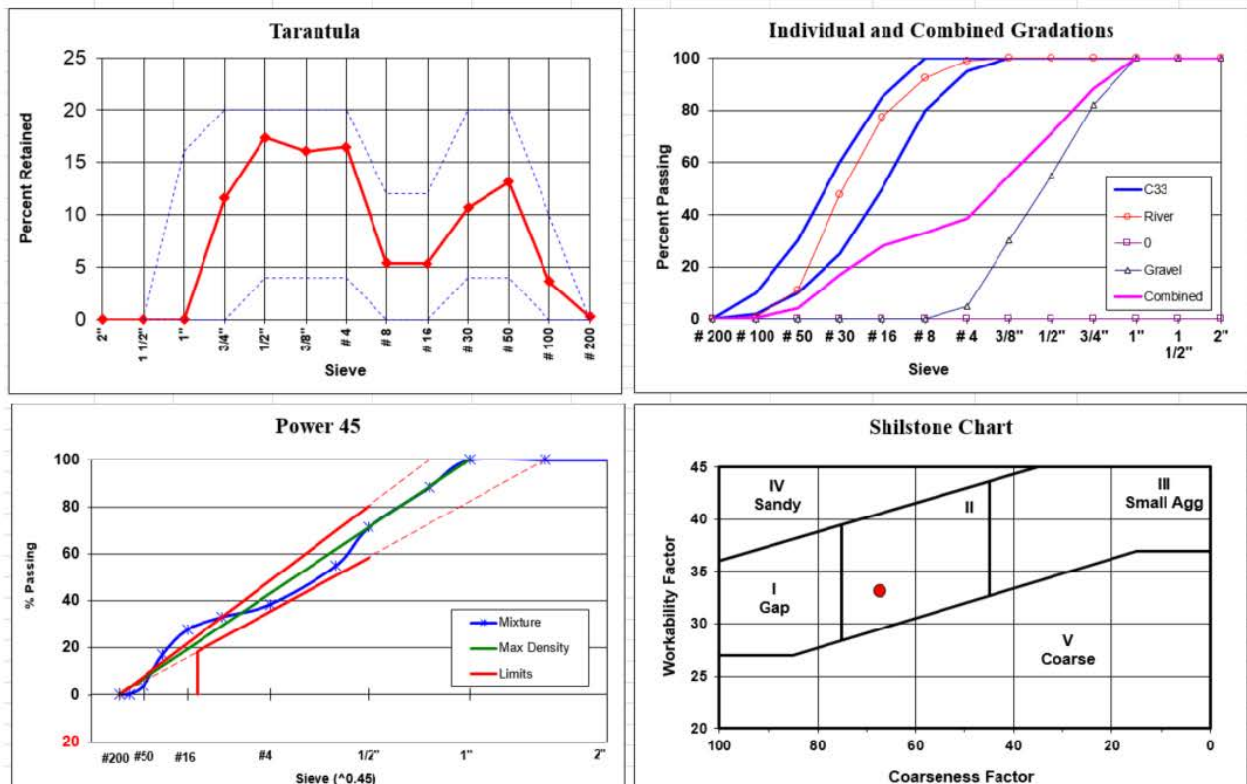 Tarantula
25
20
15
10
5
0
Percent Retained
2"
1 1/2"
1"
3/4"
1/2"
3/8"
# 4
# 8
# 16
# 30
# 50
# 100
# 200
Sieve
Individual and Combined Gradations
100
80
60
40
20
0
Percent Passing
C33
River
0
Gravel
Combined
# 200 # 100 # 50 # 30 # 16 # 8 # 4 3/8" 1/2" 3/4" 1" 1 2"
1/2"
Sieve
Power 45
100
80
60
40
20
0
20
% Passing
Mixture
Max Density
Limits
#200 #50 #16 #4 1/2" 1" 2"
Sieve (^0.45)
Shilstone Chart
45
40
35
30
25
20
Workability Factor
IV
Sandy
III
Small Agg
II
I
Gap
V
Coarse
100 80 60 40 20 0
Coarseness Factor